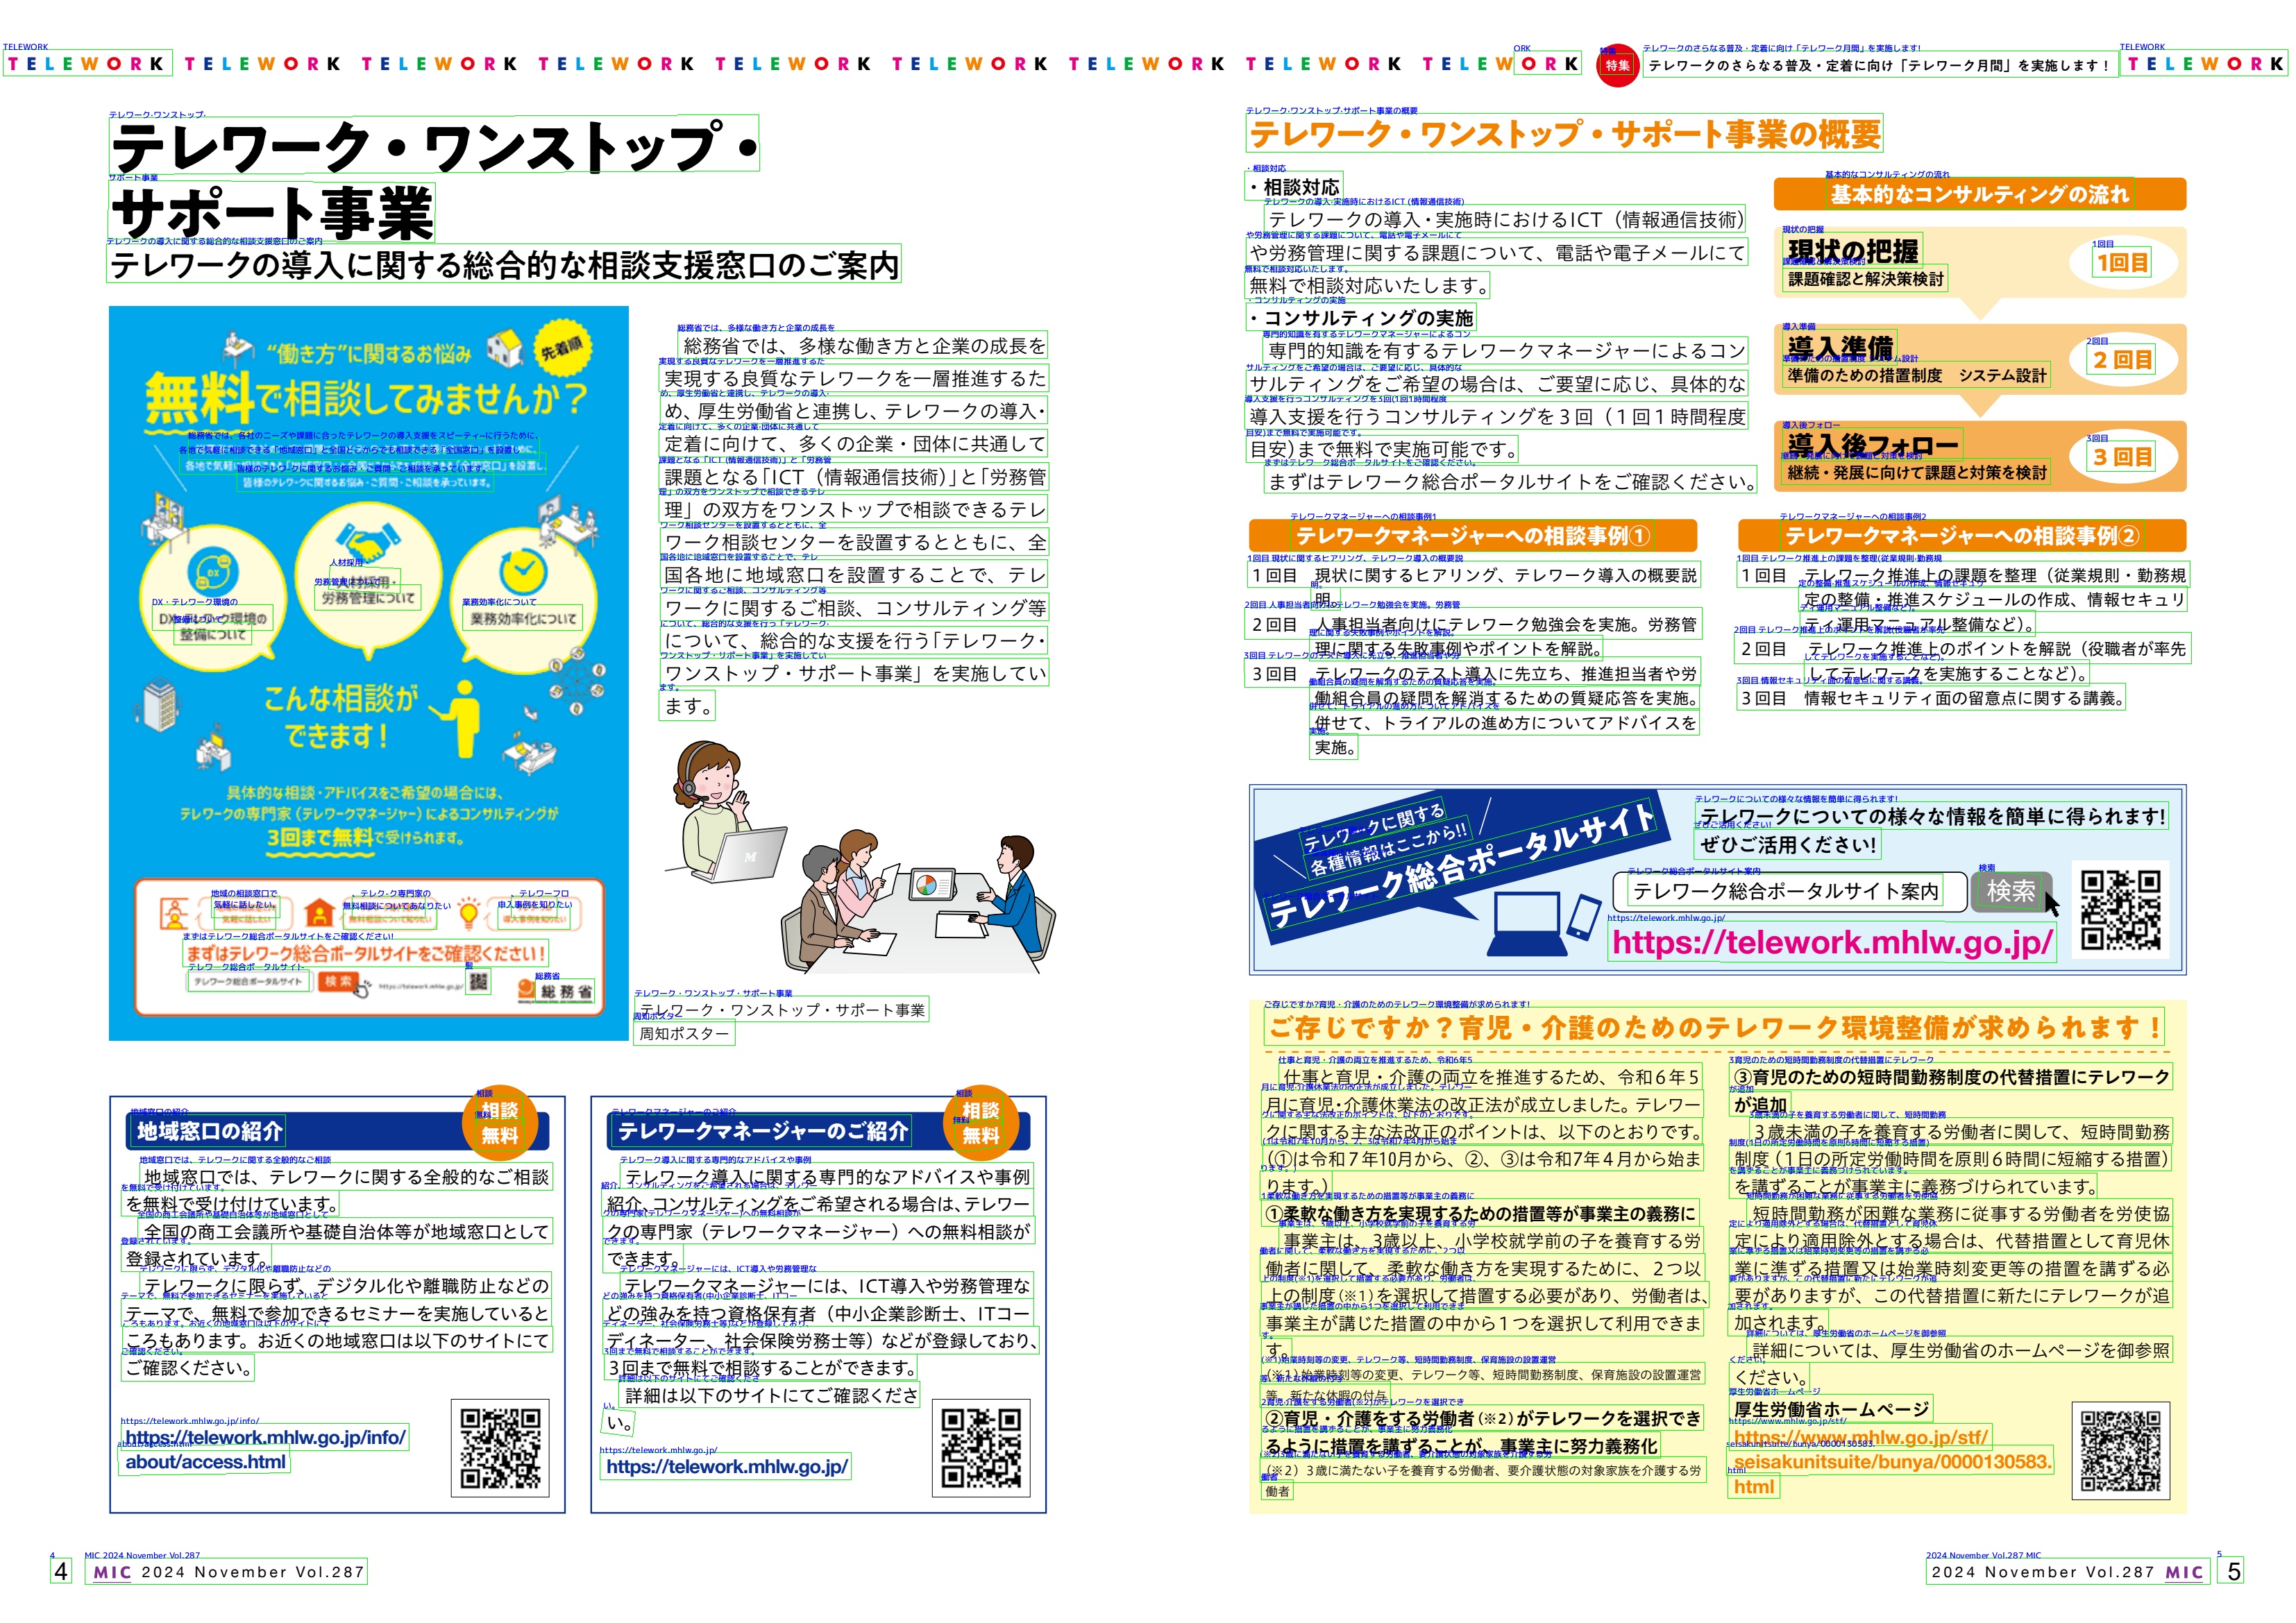 TELEWORK TELEWORK TELEWORK TELEWORK TELEWORK TELEWORK TELEWORK TELEWORK TELEWORK
特集 テレワークのさらなる普及・定着に向け「テレワーク月間」を実施します！ TELEWORK
テレワーク・ワンストップ・
サポート事業
テレワークの導入に関する総合的な相談支援窓口のご案内
“働き方”に関するお悩み
先着順
無料で相談してみませんか？
各地で気軽に相談できる「地域窓口」と全国どこからでも相談できる「全国窓口」を設置し、
皆様のテレワークに関するお悩み・ご質問・ご相談を承っています。
DX
DX・テレワーク環境の
整備について
人材採用・
労務管理について
業務効率化について
こんな相談が
できます！
具体的な相談・アドバイスをご希望の場合には、
テレワークの専門家（テレワークマネージャー）によるコンサルティングが
3回まで無料で受けられます。
地域の相談窓口で
気軽に話したい。
まずはテレワーク総合ポータルサイトをご確認ください！
テレワーク総合ポータルサイト 検索
https://telework.mhlw.go.jp/
総務省
総務省では、多様な働き方と企業の成長を
実現する良質なテレワークを一層推進するた
め、厚生労働省と連携し、テレワークの導入・
定着に向けて、多くの企業・団体に共通して
課題となる「ICT（情報通信技術）」と「労務管
理」の双方をワンストップで相談できるテレ
ワーク相談センターを設置するとともに、全
国各地に地域窓口を設置することで、テレ
ワークに関するご相談、コンサルティング等
について、総合的な支援を行う「テレワーク・
ワンストップ・サポート事業」を実施してい
ます。
M
テレワーク・ワンストップ・サポート事業
周知ポスター
地域窓口の紹介
相談
無料
地域窓口では、テレワークに関する全般的なご相談
を無料で受け付けています。
全国の商工会議所や基礎自治体等が地域窓口として
登録されています。
テレワークに限らず、デジタル化や離職防止などの
テーマで、無料で参加できるセミナーを実施していると
ころもあります。お近くの地域窓口は以下のサイトにて
ご確認ください。
https://telework.mhlw.go.jp/info/
about/access.html
テレワークマネージャーのご紹介
相談
無料
テレワーク導入に関する専門的なアドバイスや事例
紹介、コンサルティングをご希望される場合は、テレワー
クの専門家（テレワークマネージャー）への無料相談が
できます。
テレワークマネージャーには、ICT導入や労務管理な
どの強みを持つ資格保有者（中小企業診断士、ITコー
ディネーター、社会保険労務士等）などが登録しており、
３回まで無料で相談することができます。
詳細は以下のサイトにてご確認くださ
い。
https://telework.mhlw.go.jp/
4 MIC 2024 November Vol.287
テレワーク・ワンストップ・サポート事業の概要
・相談対応
テレワークの導入・実施時におけるICT（情報通信技術）
や労務管理に関する課題について、電話や電子メールにて
無料で相談対応いたします。
・コンサルティングの実施
専門的知識を有するテレワークマネージャーによるコン
サルティングをご希望の場合は、ご要望に応じ、具体的な
導入支援を行うコンサルティングを３回（１回１時間程度
目安）まで無料で実施可能です。
まずはテレワーク総合ポータルサイトをご確認ください。
基本的なコンサルティングの流れ
現状の把握
課題確認と解決策検討
1回目
導入準備
準備のための措置制度　システム設計
２回目
導入後フォロー
継続・発展に向けて課題と対策を検討
３回目
テレワークマネージャーへの相談事例①
１回目　現状に関するヒアリング、テレワーク導入の概要説
明。
２回目　人事担当者向けにテレワーク勉強会を実施。労務管
理に関する失敗事例やポイントを解説。
３回目　テレワークのテスト導入に先立ち、推進担当者や労
働組合員の疑問を解消するための質疑応答を実施。
併せて、トライアルの進め方についてアドバイスを
実施。
テレワークマネージャーへの相談事例②
１回目　テレワーク推進上の課題を整理（従業規則・勤務規
定の整備・推進スケジュールの作成、情報セキュリ
ティ運用マニュアル整備など）。
２回目　テレワーク推進上のポイントを解説（役職者が率先
してテレワークを実施することなど）。
３回目　情報セキュリティ面の留意点に関する講義。
テレワークに関する
各種情報はここから!!
テレワーク総合ポータルサイト
テレワークについての様々な情報を簡単に得られます!
ぜひご活用ください!
テレワーク総合ポータルサイト案内 検索
https://telework.mhlw.go.jp/
ご存じですか？育児・介護のためのテレワーク環境整備が求められます！
仕事と育児・介護の両立を推進するため、令和６年５
月に育児・介護休業法の改正法が成立しました。テレワー
クに関する主な法改正のポイントは、以下のとおりです。
（①は令和７年10月から、②、③は令和7年４月から始ま
ります。）
①柔軟な働き方を実現するための措置等が事業主の義務に
事業主は、３歳以上、小学校就学前の子を養育する労
働者に関して、柔軟な働き方を実現するために、２つ以
上の制度（※１）を選択して措置する必要があり、労働者は、
事業主が講じた措置の中から１つを選択して利用できま
す。
（※１）始業時刻等の変更、テレワーク等、短時間勤務制度、保育施設の設置運営
等、新たな休暇の付与
②育児・介護をする労働者（※２）がテレワークを選択でき
るように措置を講ずることが、事業主に努力義務化
（※２）３歳に満たない子を養育する労働者、要介護状態の対象家族を介護する労
働者
③育児のための短時間勤務制度の代替措置にテレワーク
が追加
３歳未満の子を養育する労働者に関して、短時間勤務
制度（１日の所定労働時間を原則６時間に短縮する措置）
を講ずることが事業主に義務づけられています。
短時間勤務が困難な業務に従事する労働者を労使協
定により適用除外とする場合は、代替措置として育児休
業に準ずる措置又は始業時刻変更等の措置を講ずる必
要がありますが、この代替措置に新たにテレワークが追
加されます。
詳細については、厚生労働省のホームページを御参照
ください。
厚生労働省ホームページ
https://www.mhlw.go.jp/stf/
seisakunitsuite/bunya/0000130583.
html
2024 November Vol.287 MIC 5